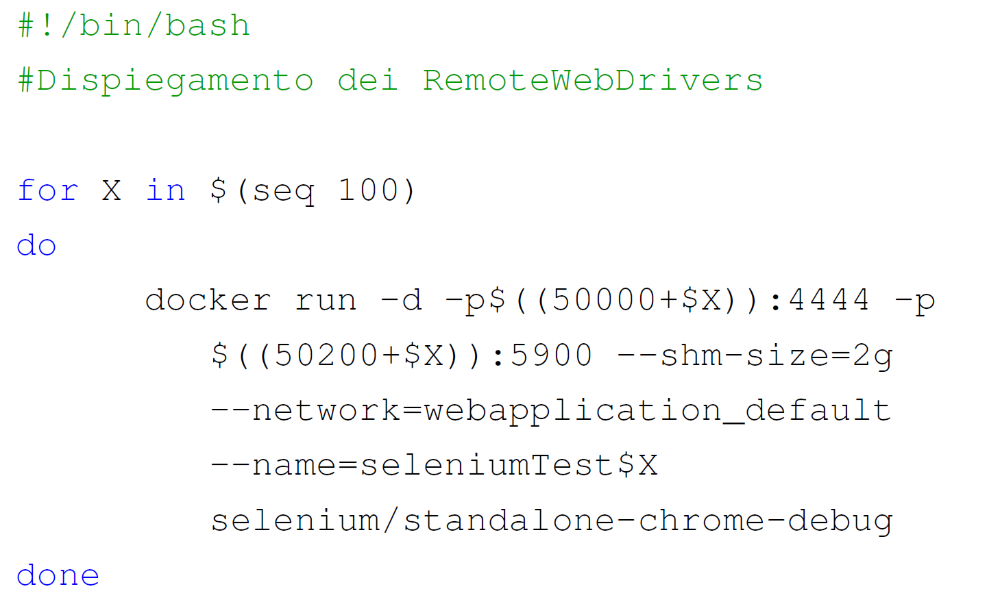 #!/bin/bash
#Dispiegamento dei RemoteWebDrivers
for X in $(seq 100)
do
docker run -d -p$((50000+$X)):4444 -p
$((50200+$X)):5900 --shm-size=2g
--network=webapplication_default
--name=seleniumTest$X
selenium/standalone-chrome-debug
done